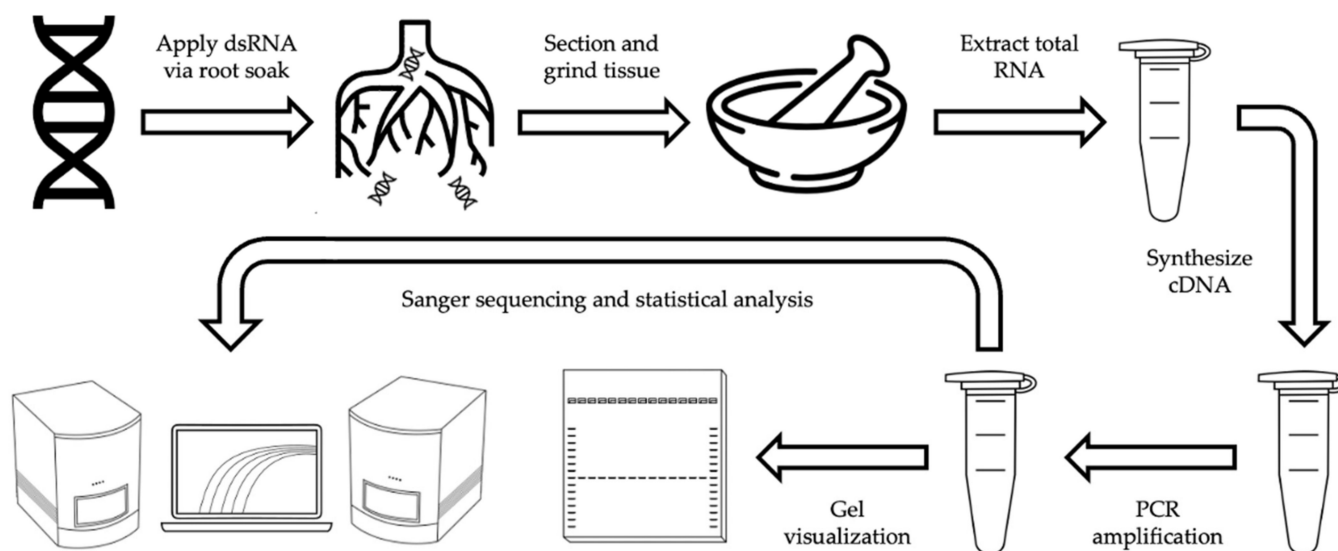 Apply dsRNA
via root soak
Section and
grind tissue
Extract total
RNA
Synthesize
cDNA
Sanger sequencing and statistical analysis
Gel
visualization
PCR
amplification